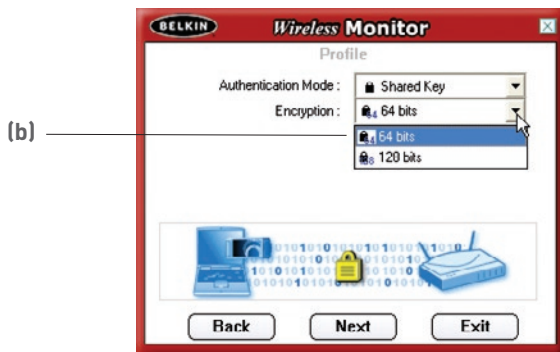 BELKIN Wireless Monitor
Profile
Authentication Mode : Shared Key
Encryption : 64 bits
(b)
64 bits
120 bits
Back Next Exit